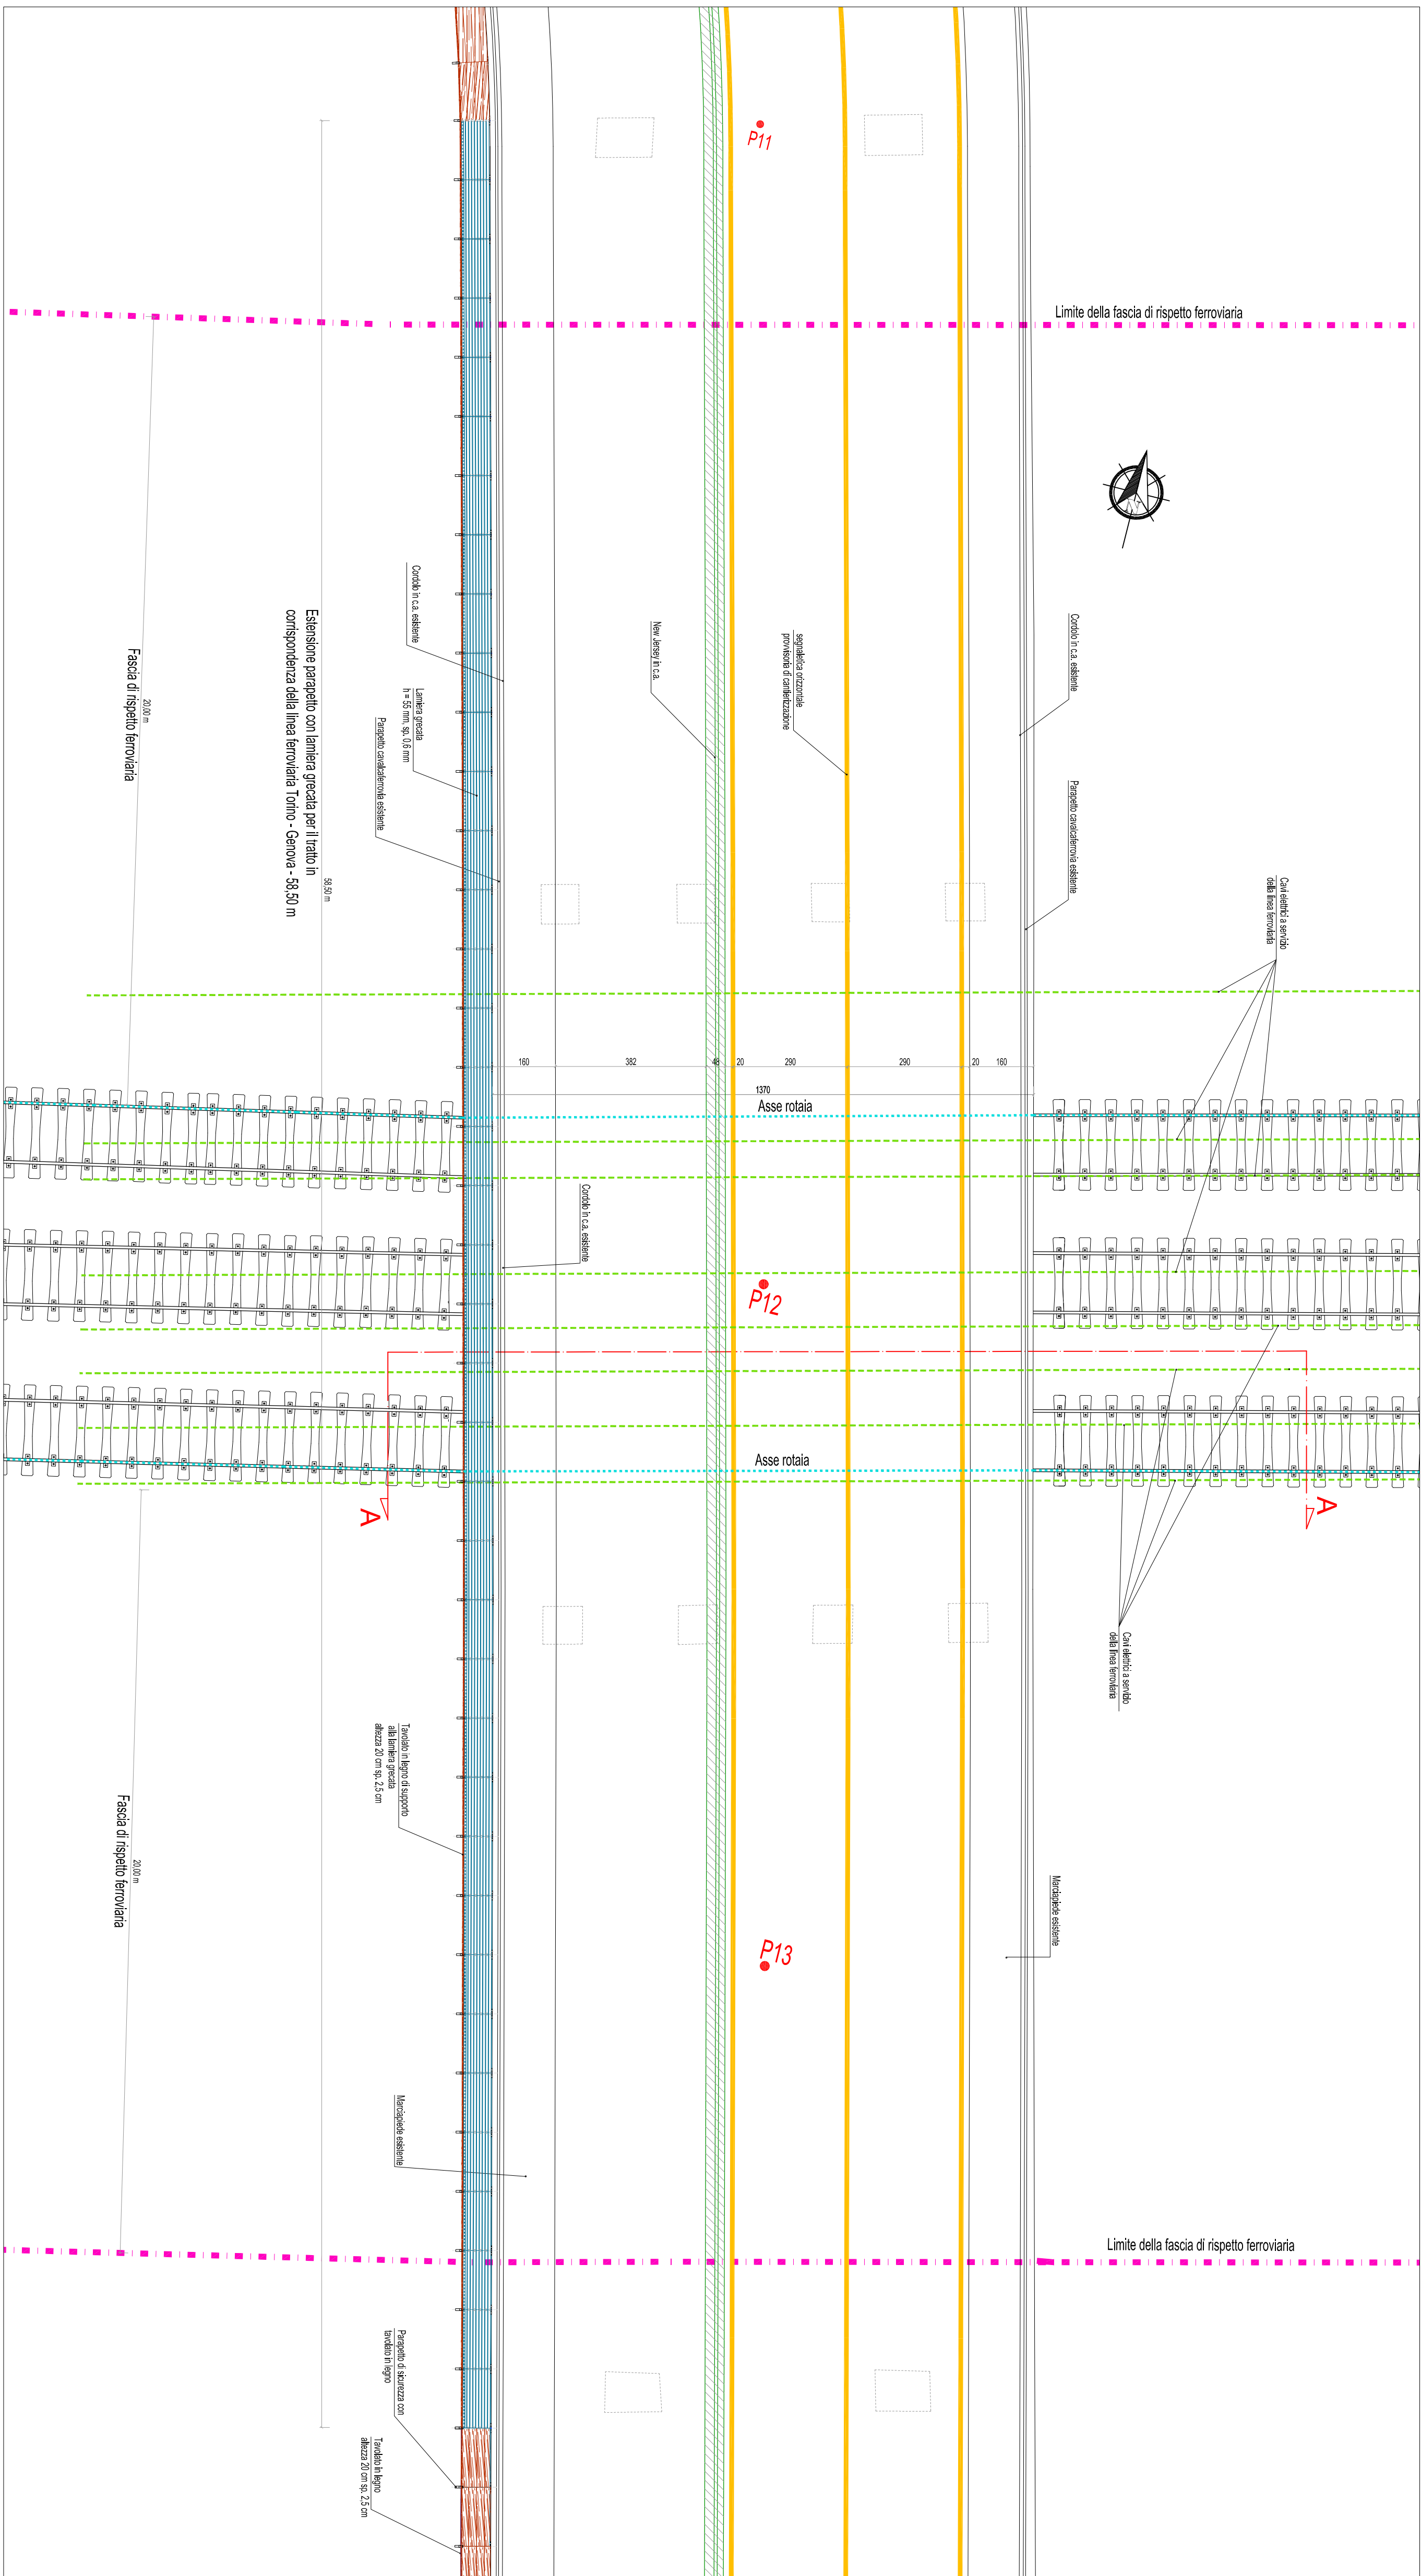 P11
Limite della fascia di rispetto ferroviaria
Cordolo in c.a. esistente
Cordolo in c.a. esistente
New Jersey in c.a.
segnaletica orizzontale
provvisoria di cantierizzazione
Lamiera grecata
h = 55 mm, sp. 0,6 mm
Parapetto cavalcaferrovia esistente
Parapetto cavalcaferrovia esistente
Estensione parapetto con lamiera grecata per il tratto in
corrispondenza della linea ferroviaria Torino - Genova - 58,50 m
58,50 m
20,00 m
Fascia di rispetto ferroviaria
Cavi elettrici a servizio
della linea ferroviaria
160 382 48 20 290 290 20 160
1370
Asse rotaia
Cordolo in c.a. esistente
P12
Asse rotaia
A
A
Cavi elettrici a servizio
della linea ferroviaria
Tavolato in legno di supporto
alla lamiera grecata
altezza 20 cm sp. 2,5 cm
20,00 m
Fascia di rispetto ferroviaria
P13
Marciapiede esistente
Marciapiede esistente
Limite della fascia di rispetto ferroviaria
Parapetto di sicurezza con
tavolato in legno
Tavolato in legno
altezza 20 cm sp. 2,5 cm